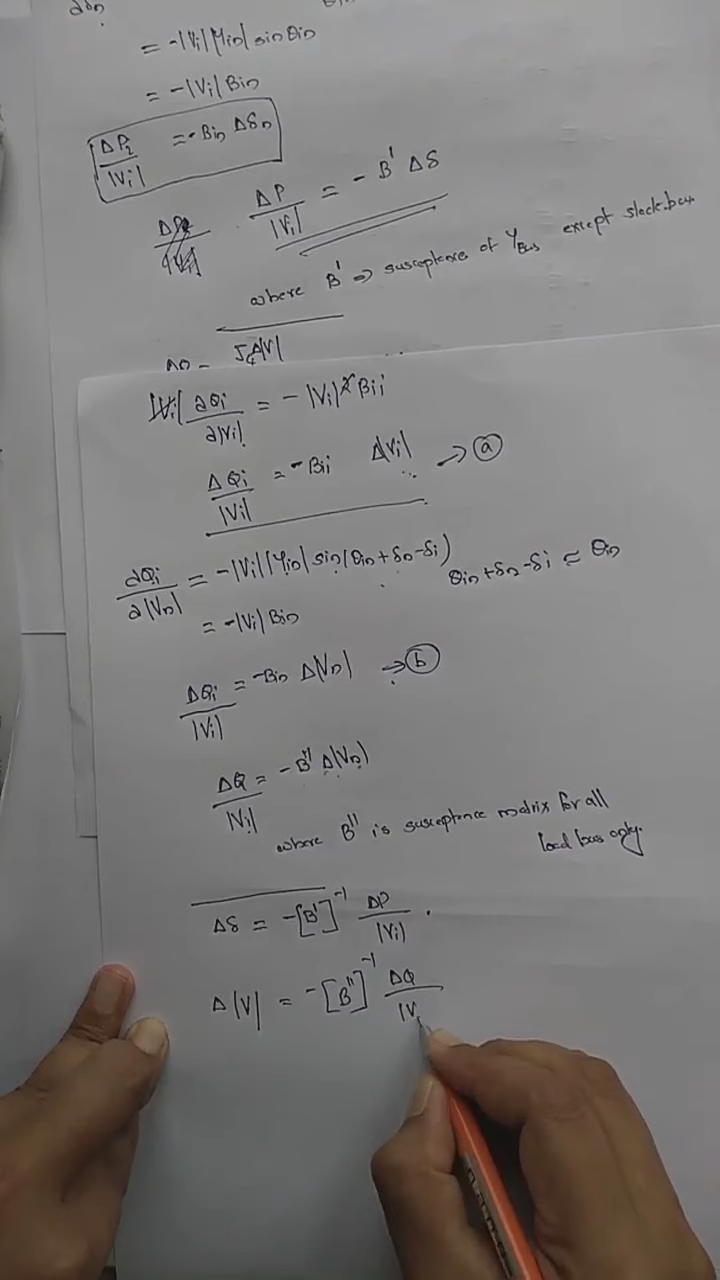 = -|Vi| |Yin| sin θin
= -|Vi| Bin
ΔPi/|Vi| = -Bin Δδn
ΔP/|Vi| = -B' Δδ
where B' ⇒ susceptance of YBus except slack bus
J4 Δ|V|
|Vi| ∂Qi/∂|Vi| = -|Vi|² Bii
ΔQi/|Vi| = -Bii Δ|Vi| → (a)
∂Qi/∂|Vn| = -|Vi| |Yin| sin(θin + δn - δi) θin + δn - δi ≈ θin
= -|Vi| Bin
ΔQi/|Vi| = -Bin Δ|Vn| → (b)
ΔQ/|Vi| = -B'' Δ|Vn|
where B'' is susceptance matrix for all
load bus only.
Δδ = -[B']⁻¹ ΔP/|Vi| .
Δ|V| = -[B'']⁻¹ ΔQ/|Vi